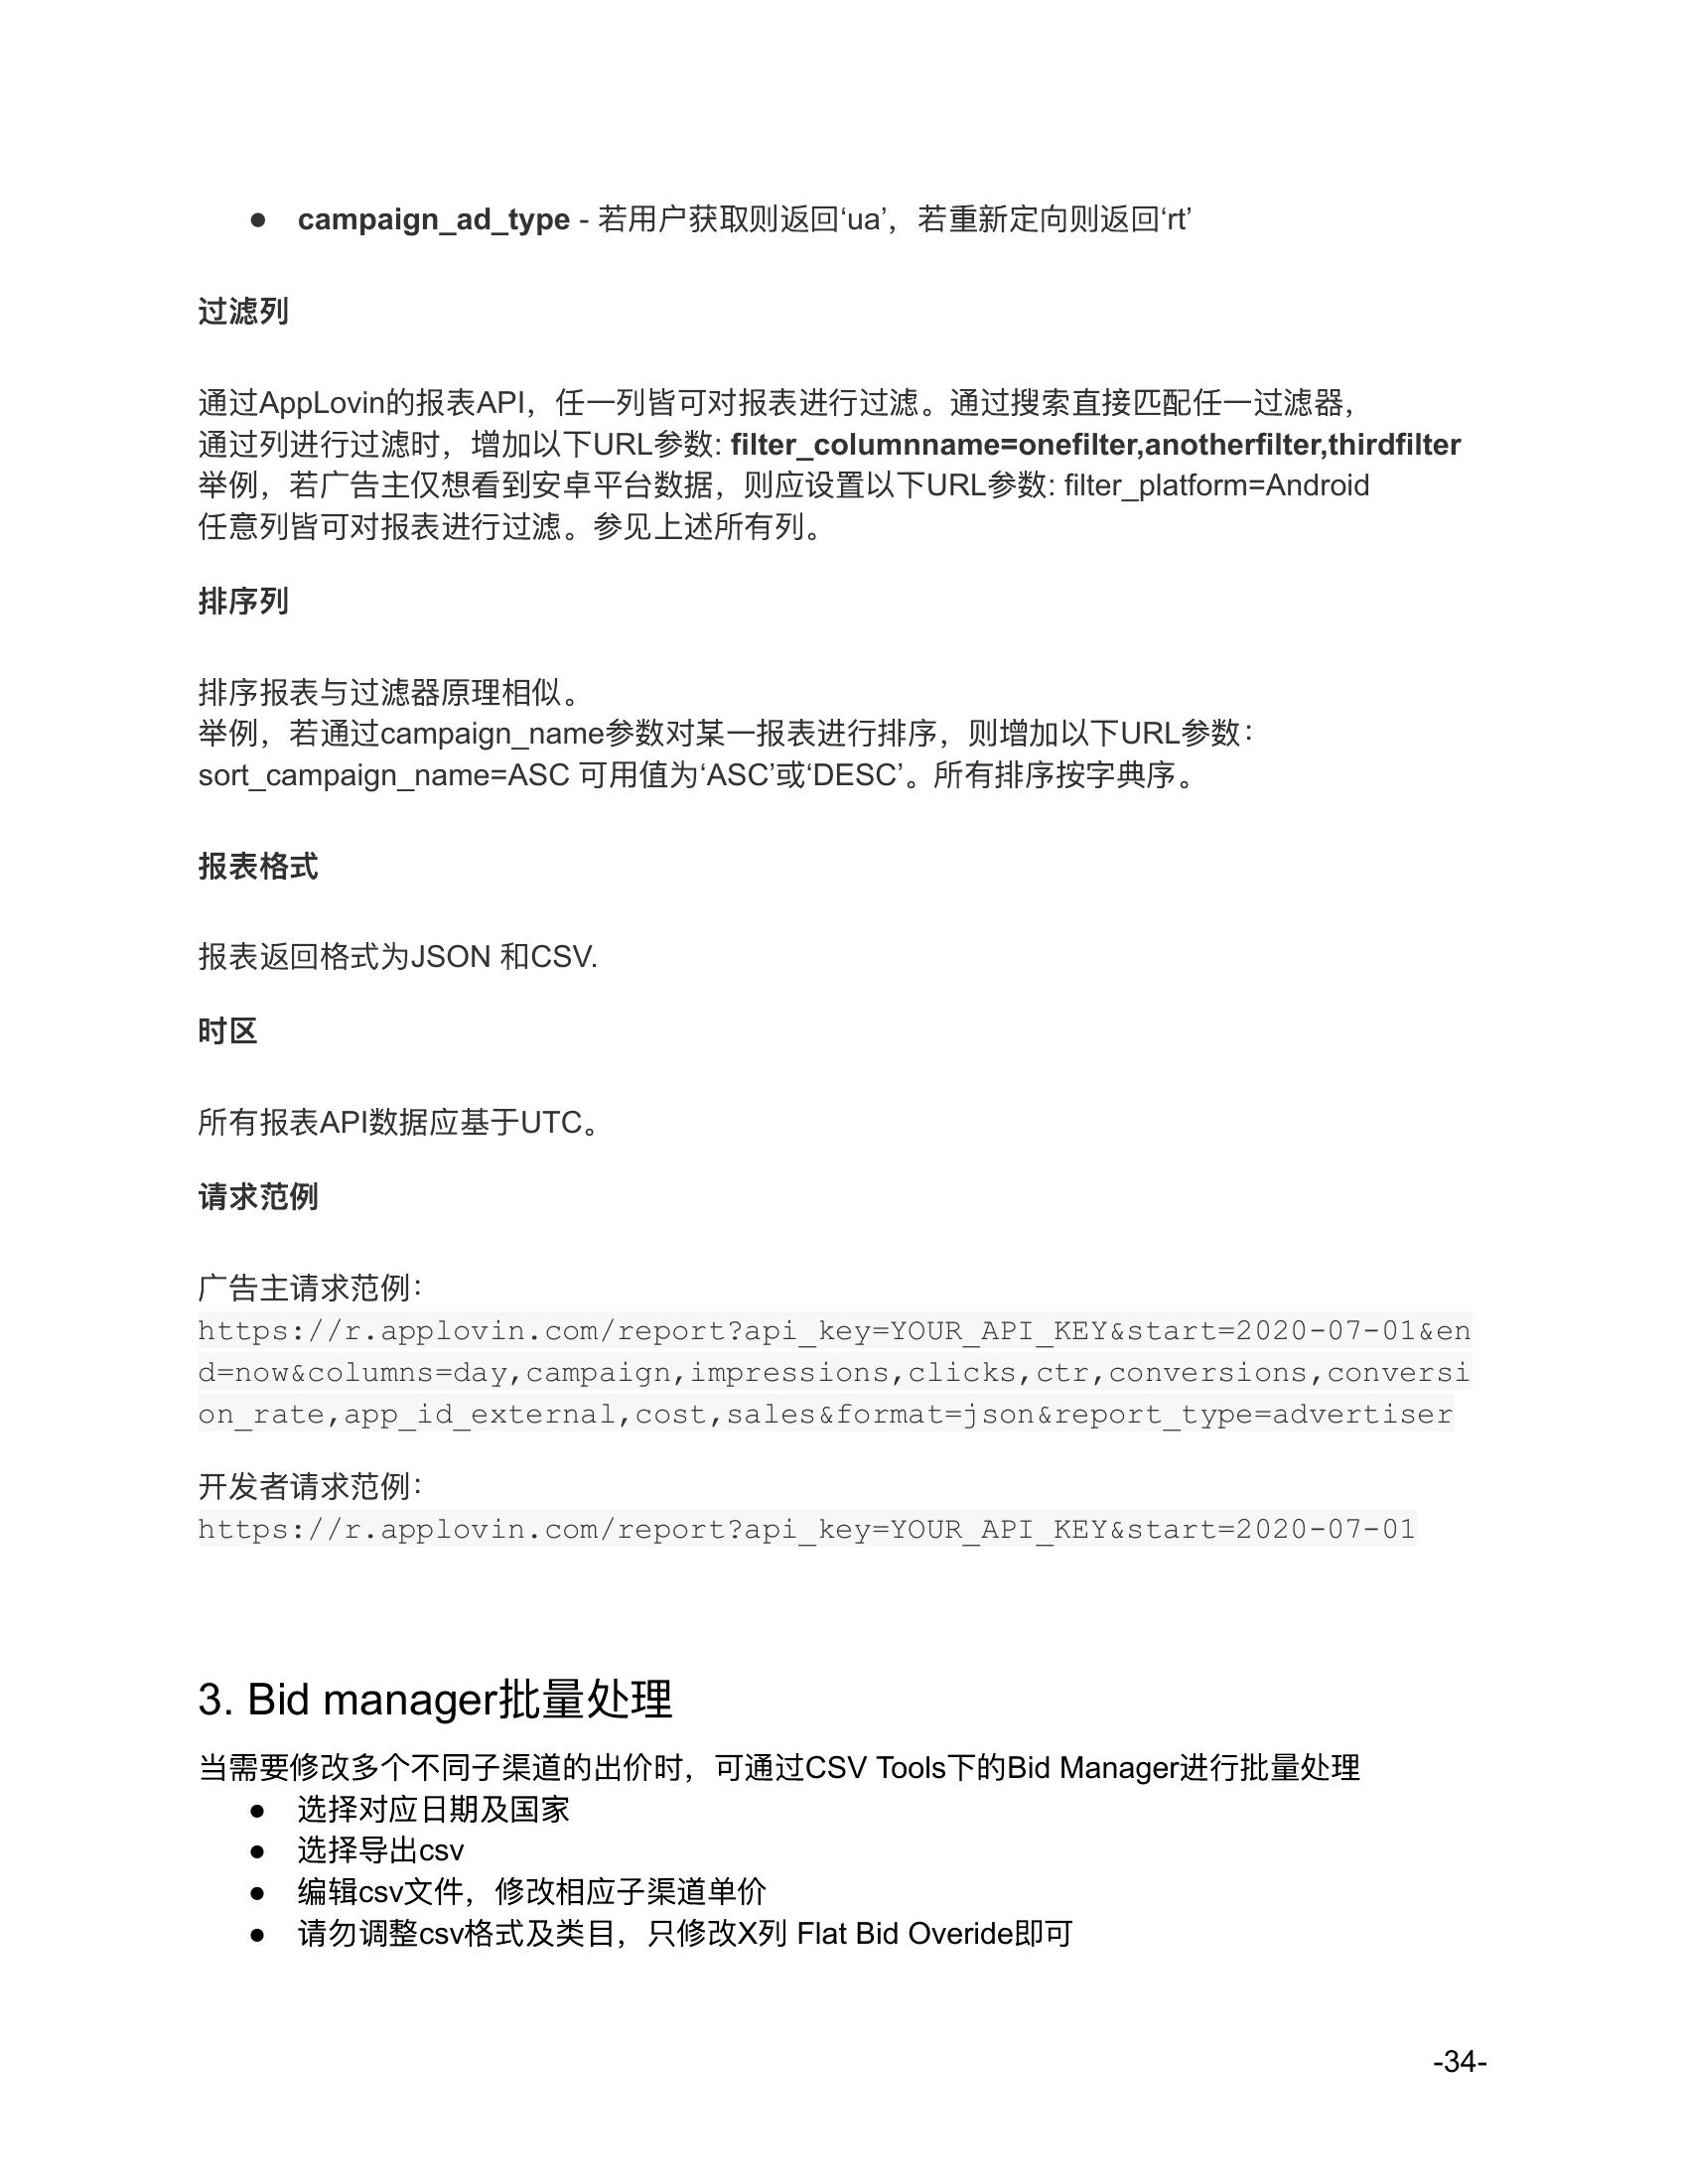 ● campaign_ad_type - 若用户获取则返回‘ua’，若重新定向则返回‘rt’
过滤列
通过AppLovin的报表API，任一列皆可对报表进行过滤。通过搜索直接匹配任一过滤器，
通过列进行过滤时，增加以下URL参数: filter_columnname=onefilter,anotherfilter,thirdfilter
举例，若广告主仅想看到安卓平台数据，则应设置以下URL参数: filter_platform=Android
任意列皆可对报表进行过滤。参见上述所有列。
排序列
排序报表与过滤器原理相似。
举例，若通过campaign_name参数对某一报表进行排序，则增加以下URL参数：
sort_campaign_name=ASC 可用值为‘ASC’或‘DESC’。所有排序按字典序。
报表格式
报表返回格式为JSON 和CSV.
时区
所有报表API数据应基于UTC。
请求范例
广告主请求范例：
https://r.applovin.com/report?api_key=YOUR_API_KEY&start=2020-07-01&en
d=now&columns=day,campaign,impressions,clicks,ctr,conversions,conversi
on_rate,app_id_external,cost,sales&format=json&report_type=advertiser
开发者请求范例：
https://r.applovin.com/report?api_key=YOUR_API_KEY&start=2020-07-01
3. Bid manager批量处理
当需要修改多个不同子渠道的出价时，可通过CSV Tools下的Bid Manager进行批量处理
● 选择对应日期及国家
● 选择导出csv
● 编辑csv文件，修改相应子渠道单价
● 请勿调整csv格式及类目，只修改X列 Flat Bid Overide即可
-34-